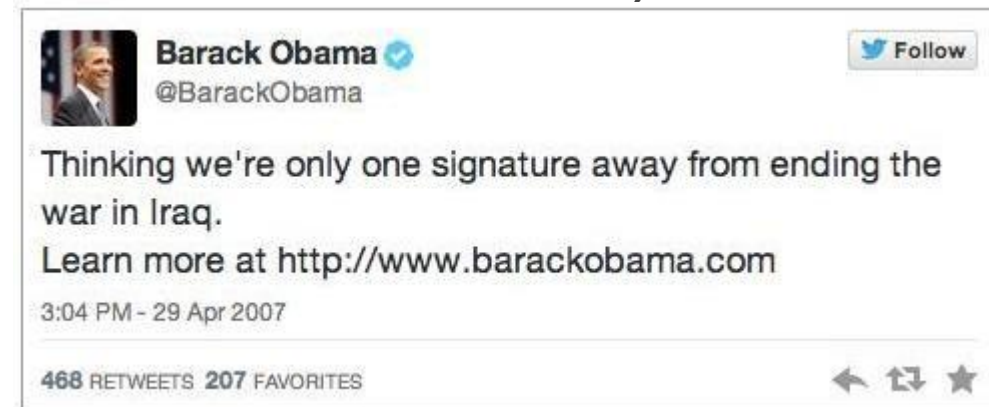 Barack Obama
Follow
@BarackObama
Thinking we're only one signature away from ending the
war in Iraq.
Learn more at http://www.barackobama.com
3:04 PM - 29 Apr 2007
468 RETWEETS 207 FAVORITES